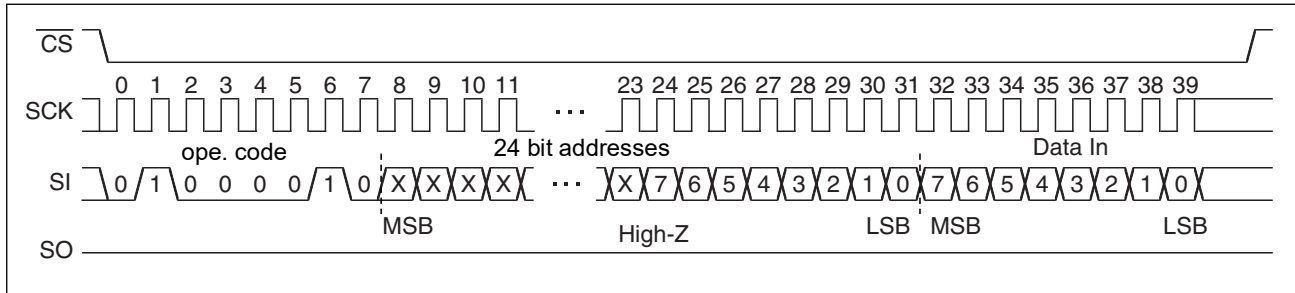 CS
0 1 2 3 4 5 6 7 8 9 10 11 23 24 25 26 27 28 29 30 31 32 33 34 35 36 37 38 39
SCK ...
ope. code 24 bit addresses Data In
SI 0 1 0 0 0 0 1 0 X X X X ... X 7 6 5 4 3 2 1 0 7 6 5 4 3 2 1 0
MSB High-Z LSB MSB LSB
SO